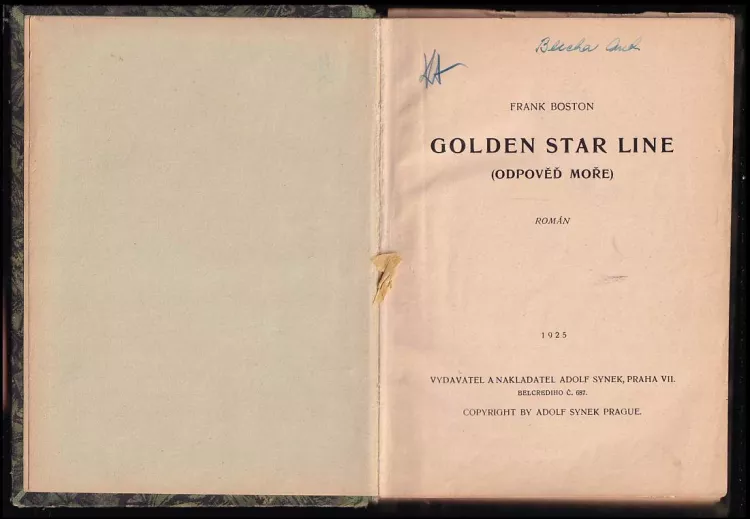 FRANK BOSTON
GOLDEN STAR LINE
(ODPOVĚĎ MOŘE)
ROMÁN
1925
VYDAVATEL A NAKLADATEL ADOLF SYNEK, PRAHA VII.
BELCREDIHO Č. 687.
COPYRIGHT BY ADOLF SYNEK PRAGUE.